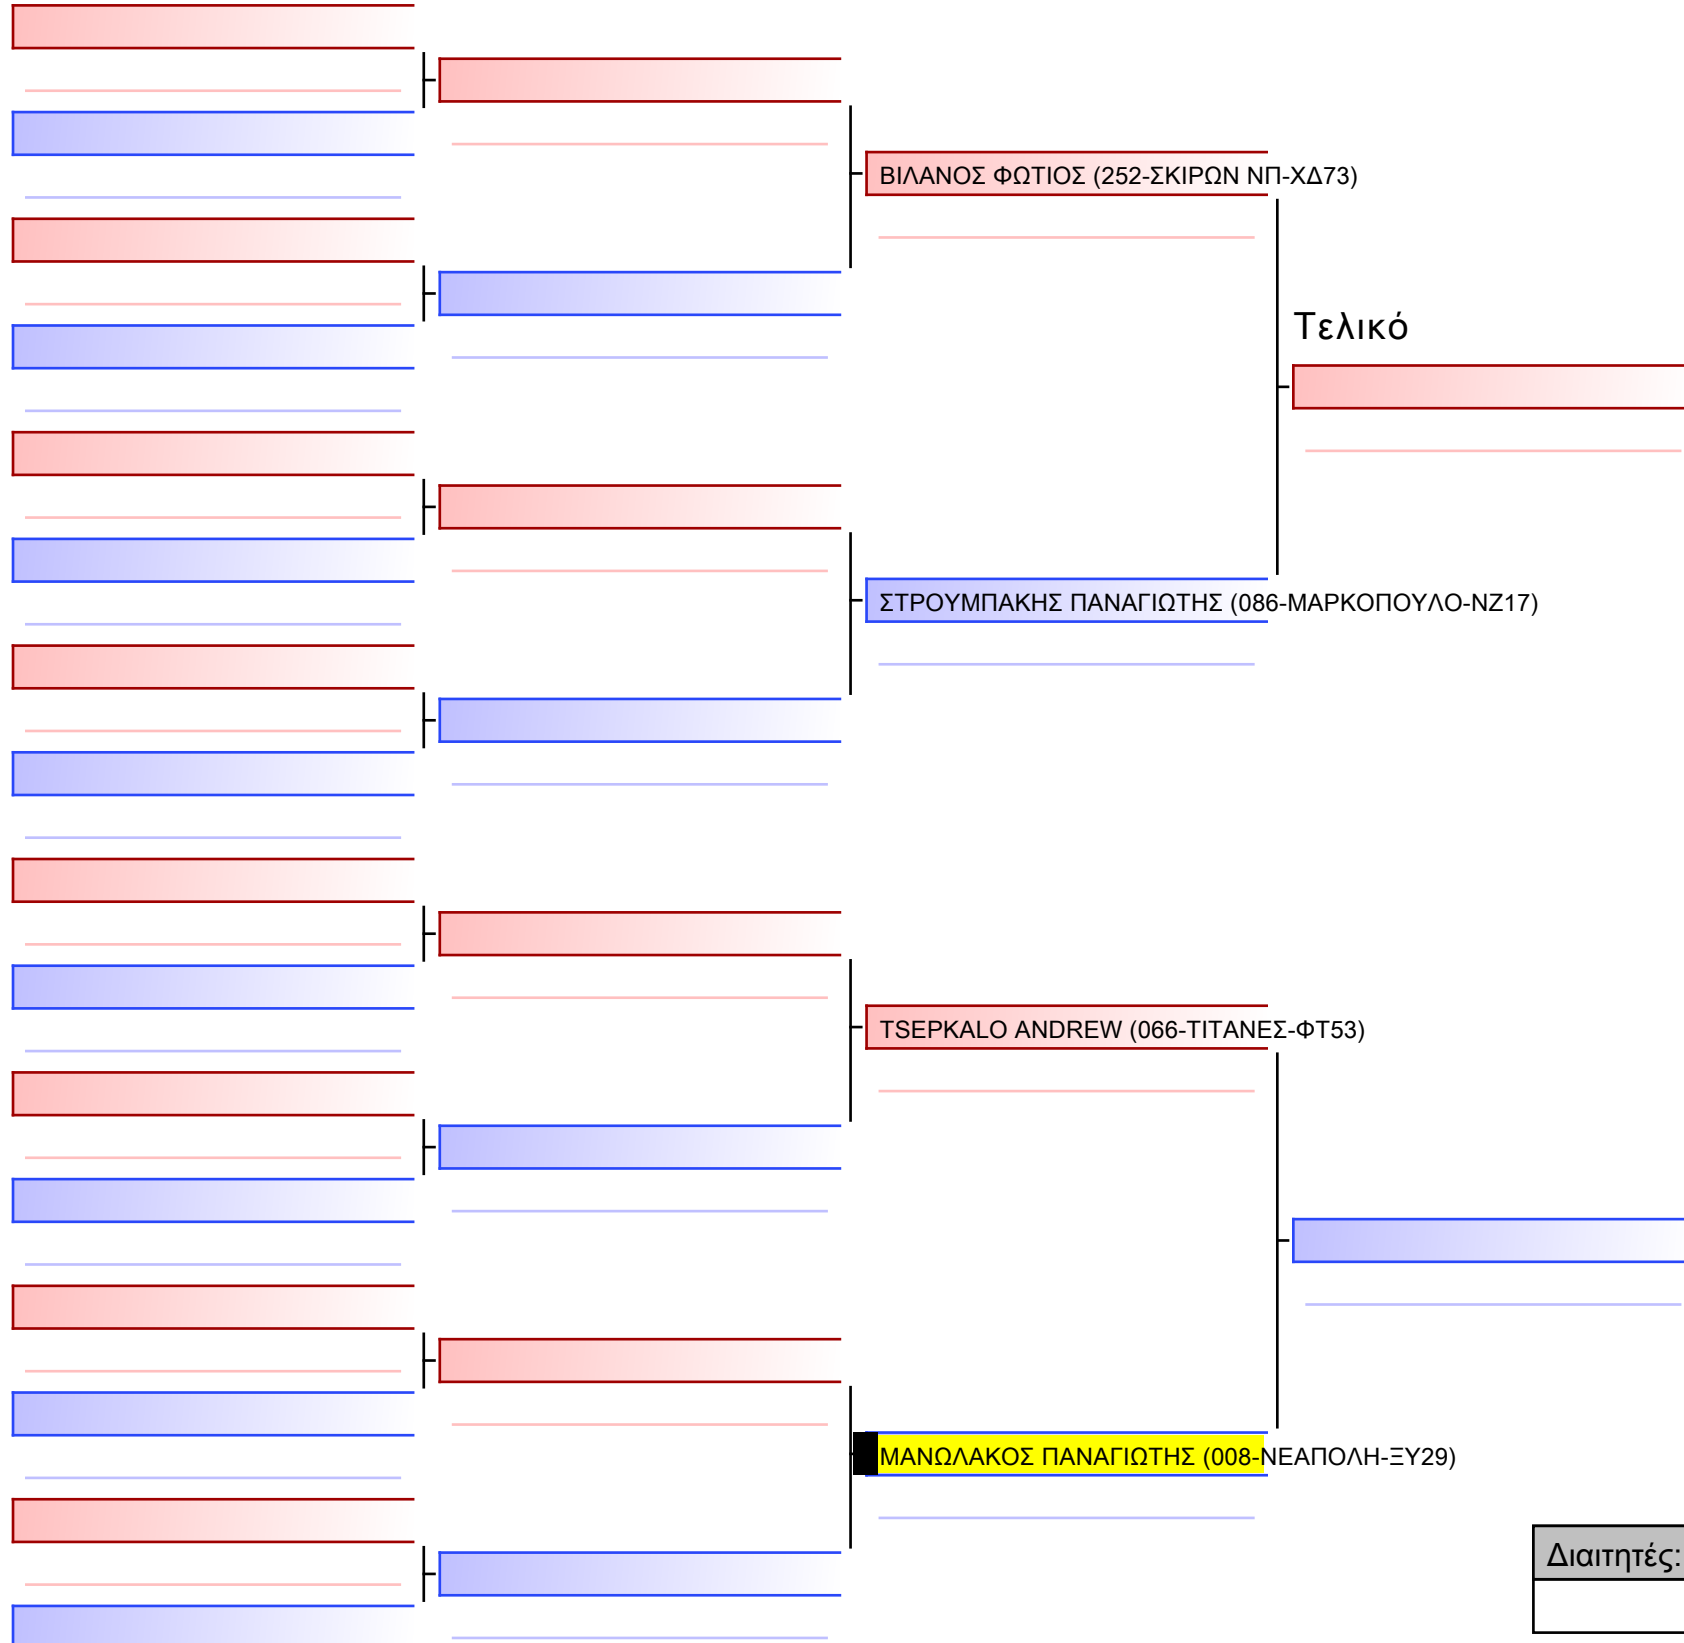 ΒΙΛΑΝΟΣ ΦΩΤΙΟΣ (252-ΣΚΙΡΩΝ ΝΠ-ΧΔ73)
Τελικό
ΣΤΡΟΥΜΠΑΚΗΣ ΠΑΝΑΓΙΩΤΗΣ (086-ΜΑΡΚΟΠΟΥΛΟ-ΝΖ17)
TSEPKALO ANDREW (066-ΤΙΤΑΝΕΣ-ΦΤ53)
ΜΑΝΩΛΑΚΟΣ ΠΑΝΑΓΙΩΤΗΣ (008-ΝΕΑΠΟΛΗ-ΞΥ29)
Διαιτητές: